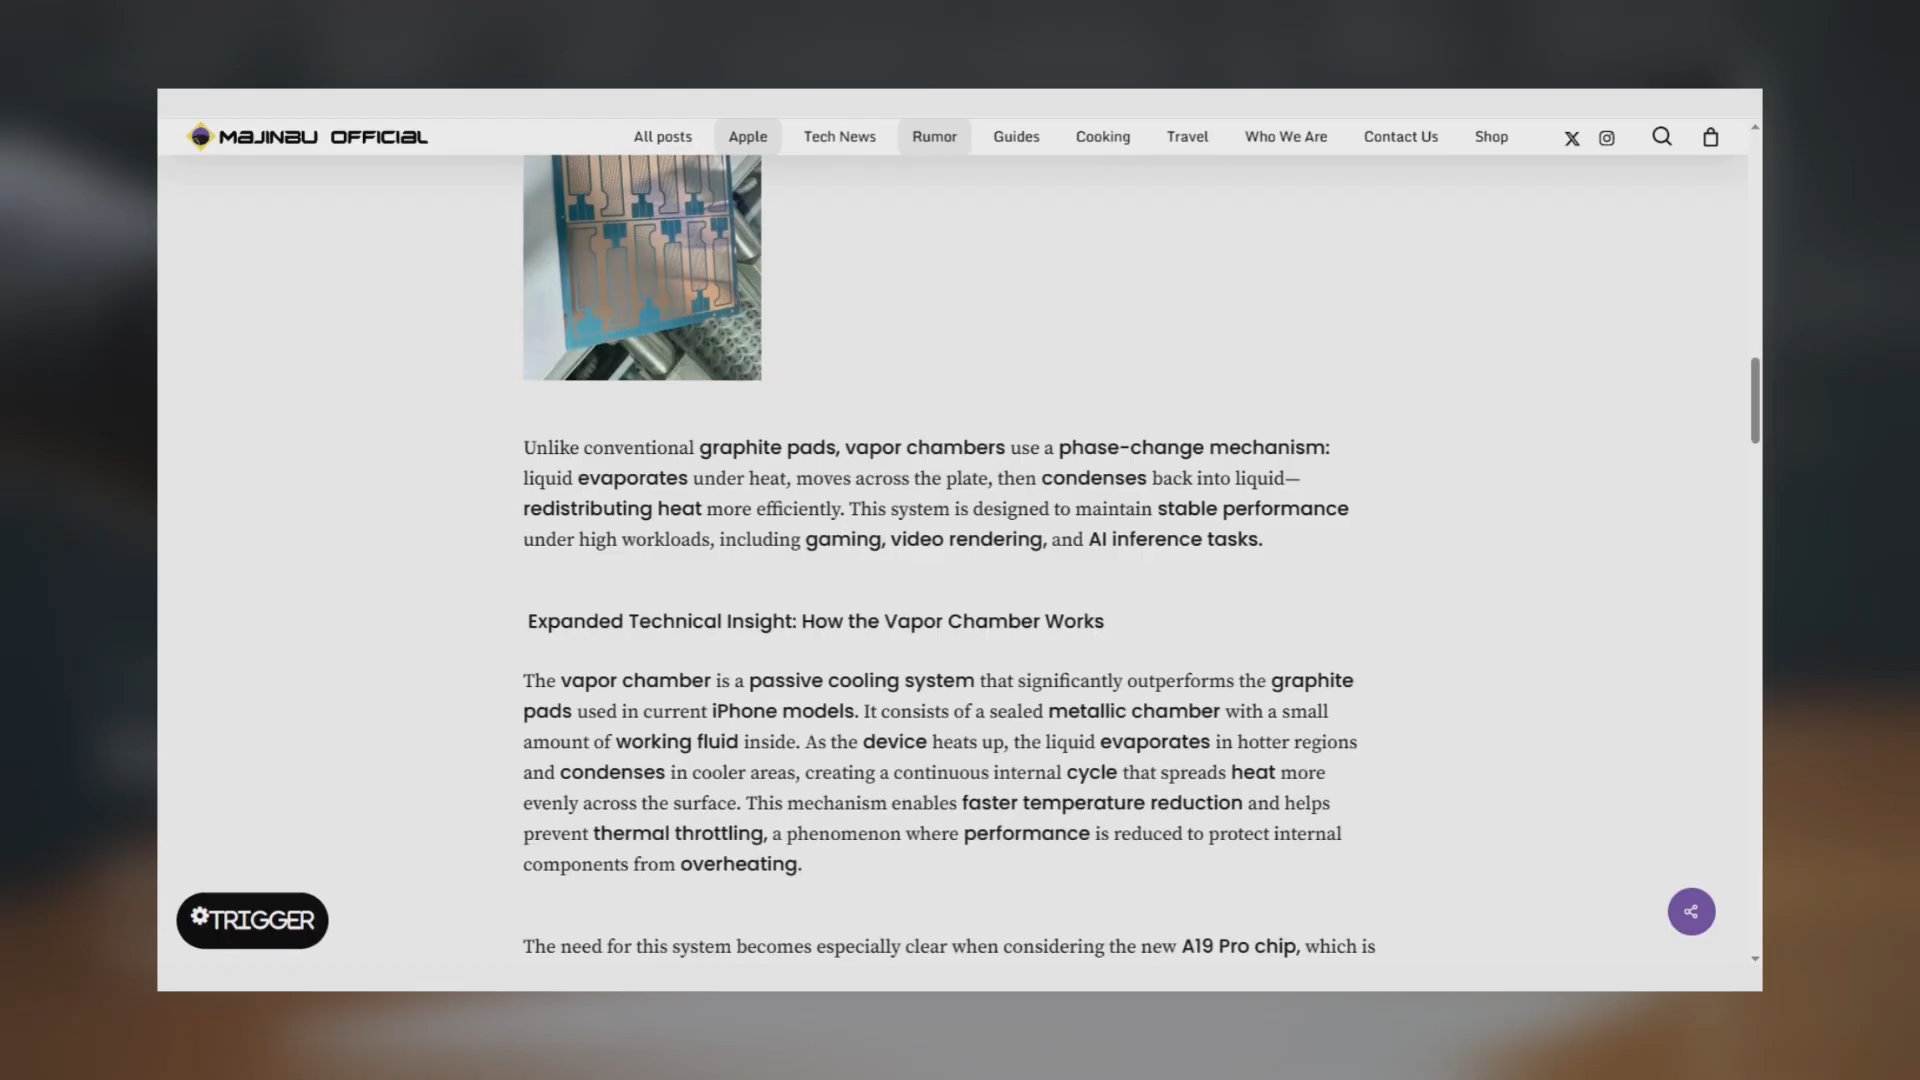 MAJINBU OFFICIAL
All posts Apple Tech News Rumor Guides Cooking Travel Who We Are Contact Us Shop
Unlike conventional graphite pads, vapor chambers use a phase-change mechanism:
liquid evaporates under heat, moves across the plate, then condenses back into liquid—
redistributing heat more efficiently. This system is designed to maintain stable performance
under high workloads, including gaming, video rendering, and AI inference tasks.
Expanded Technical Insight: How the Vapor Chamber Works
The vapor chamber is a passive cooling system that significantly outperforms the graphite
pads used in current iPhone models. It consists of a sealed metallic chamber with a small
amount of working fluid inside. As the device heats up, the liquid evaporates in hotter regions
and condenses in cooler areas, creating a continuous internal cycle that spreads heat more
evenly across the surface. This mechanism enables faster temperature reduction and helps
prevent thermal throttling, a phenomenon where performance is reduced to protect internal
components from overheating.
TRIGGER
The need for this system becomes especially clear when considering the new A19 Pro chip, which is